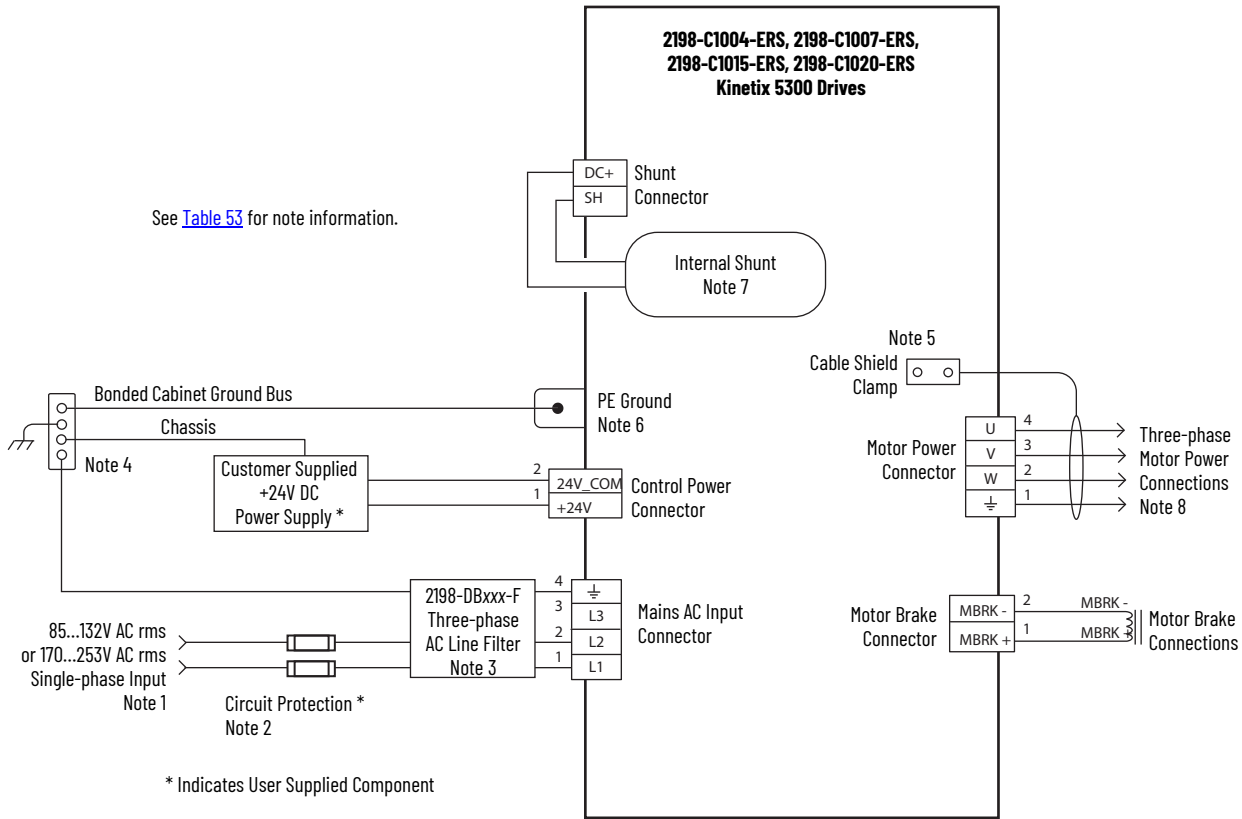 2198-C1004-ERS, 2198-C1007-ERS,
2198-C1015-ERS, 2198-C1020-ERS
Kinetix 5300 Drives
DC+
SH
Shunt
Connector
See Table 53 for note information.
Internal Shunt
Note 7
Note 5
Cable Shield
Clamp
Bonded Cabinet Ground Bus
Chassis
Note 4
PE Ground
Note 6
Customer Supplied
+24V DC
Power Supply *
2
1
24V_COM
+24V
Control Power
Connector
Motor Power
Connector
U
V
W
4
3
2
1
Three-phase
Motor Power
Connections
Note 8
2198-DBxxx-F
Three-phase
AC Line Filter
Note 3
4
3
2
1
L3
L2
L1
Mains AC Input
Connector
Motor Brake
Connector
MBRK -
MBRK +
2
1
MBRK -
MBRK +
Motor Brake
Connections
85...132V AC rms
or 170...253V AC rms
Single-phase Input
Note 1
Circuit Protection *
Note 2
* Indicates User Supplied Component